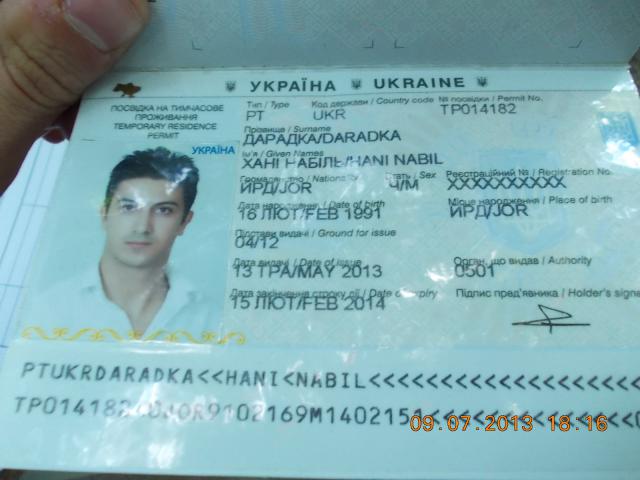 УКРАЇНА UKRAINE
ПОСВІДКА НА ТИМЧАСОВЕ
ПРОЖИВАННЯ
TEMPORARY RESIDENCE
PERMIT
УКРАЇНА
Тип / Type Код держави / Country code № посвідки / Permit No.
PT UKR TP014182
Прізвище / Surname
ДАРАДКА/DARADKA
Ім'я / Given Names
ХАНІ НАБІЛЬ/HANI NABIL
Громадянство / Nationality Стать / Sex Реєстраційний № / Registration No.
ЙРД/JOR Ч/M XXXXXXXXXX
Дата народження / Date of birth Місце народження / Place of birth
16 ЛЮТ/FEB 1991 ЙРД/JOR
Підстави видачі / Ground for issue
04/12
Дата видачі / Date of issue Орган, що видав / Authority
13 ТРА/MAY 2013 0501
Дата закінчення строку дії / Date of expiry Підпис пред'явника / Holder's signa
15 ЛЮТ/FEB 2014
PTUKRDARADKA<<HANI<NABIL<<<<<<<<<<<<<<<<<<<<
TP014182<0JOR9102169M1402151<<<<<<<<<<<<<<0
09.07.2013 18:16